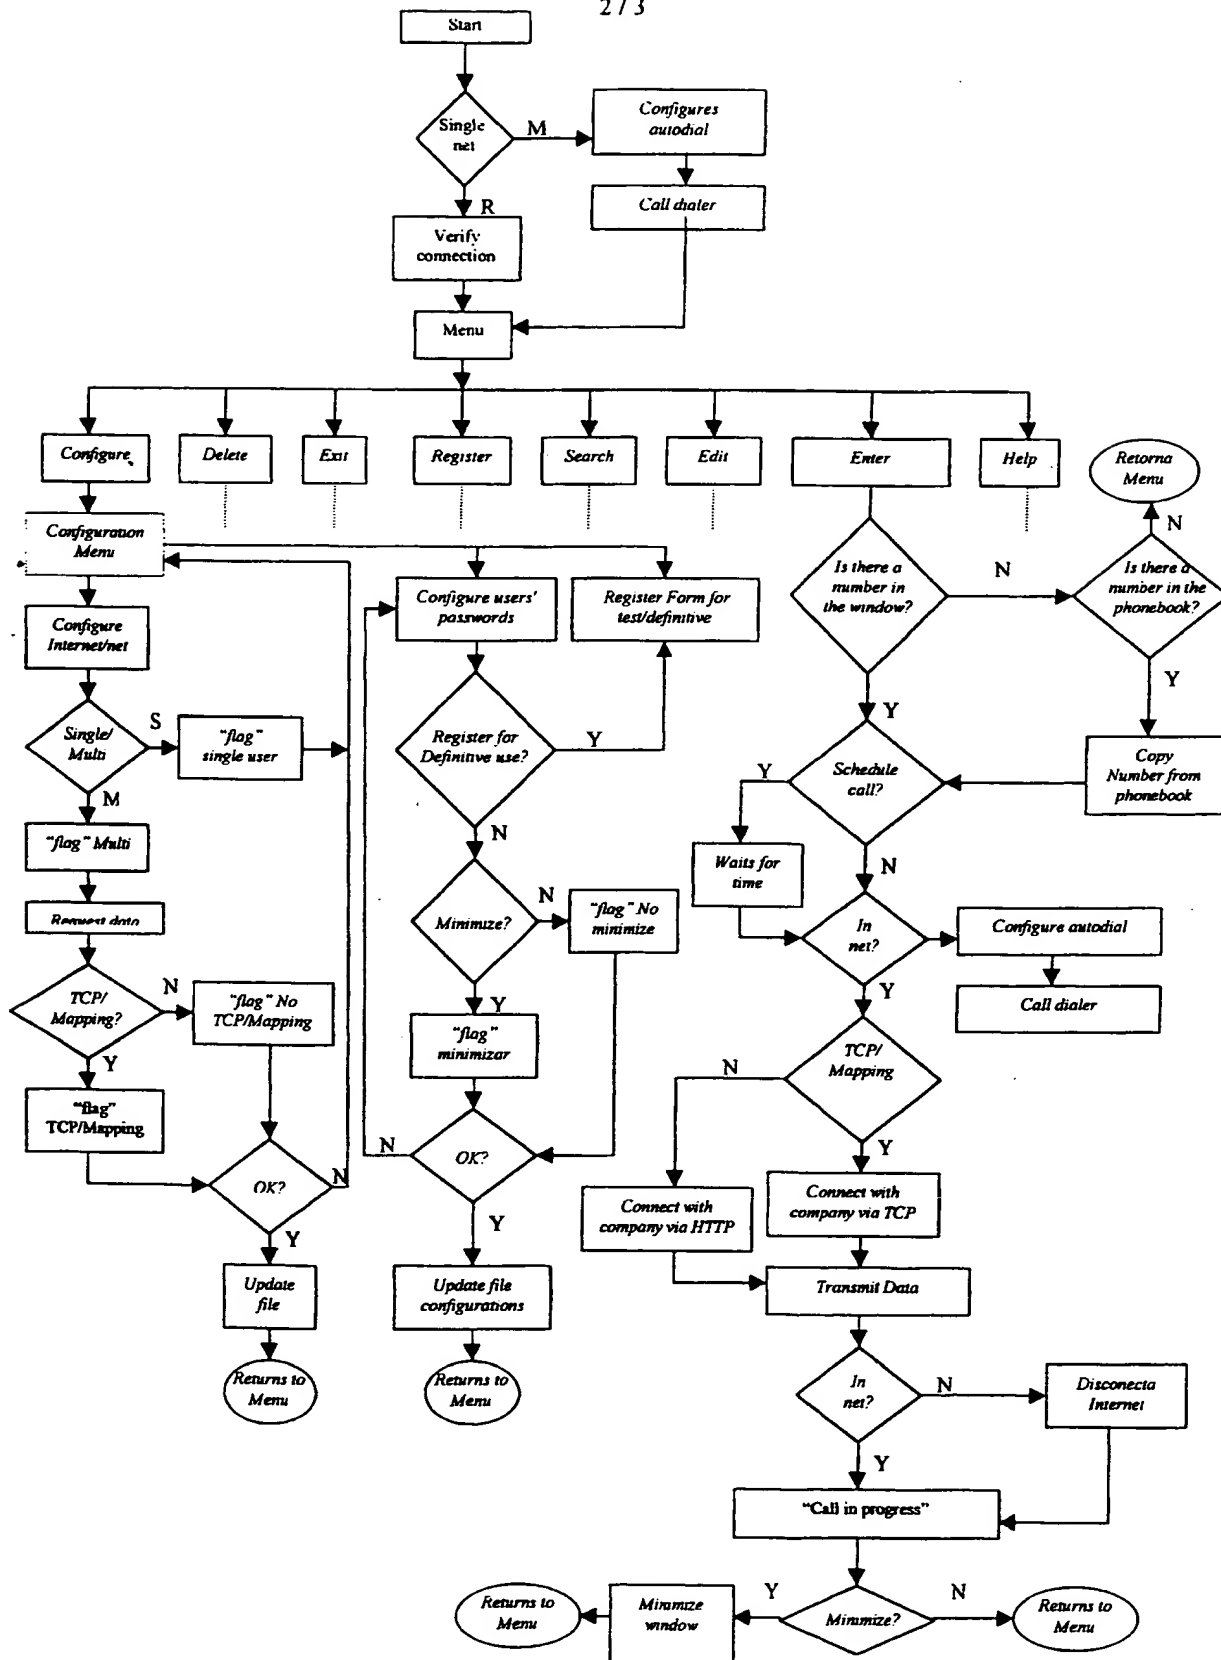 2 / 3
Start
Single
net
M
Configures
autodial
Call dialer
R
Verify
connection
Menu
Configure
Delete
Exit
Register
Search
Edit
Enter
Help
Retorna
Menu
Configuration
Menu
N
Is there a
number in
the window?
N
Is there a
number in the
phonebook?
Configure users'
passwords
Register Form for
test/definitive
Configure
Internet/net
Y
Y
Single/
Multi
S
"flag"
single user
Register for
Definitive use?
Y
Schedule
call?
Y
Copy
Number from
phonebook
M
"flag" Multi
N
Waits for
time
N
Request data
Minimize?
N
"flag" No
minimize
In
net?
Configure autodial
Call dialer
TCP/
Mapping?
N
"flag" No
TCP/Mapping
Y
"flag"
minimizar
Y
TCP/
Mapping
N
Y
"flag"
TCP/Mapping
OK?
N
OK?
N
Y
Connect with
company via HTTP
Connect with
company via TCP
Y
Y
Update
file
Update file
configurations
Transmit Data
Returns to
Menu
Returns to
Menu
In
net?
N
Disconecta
Internet
Y
"Call in progress"
Returns to
Menu
Minimize
window
Y
Minimize?
N
Returns to
Menu